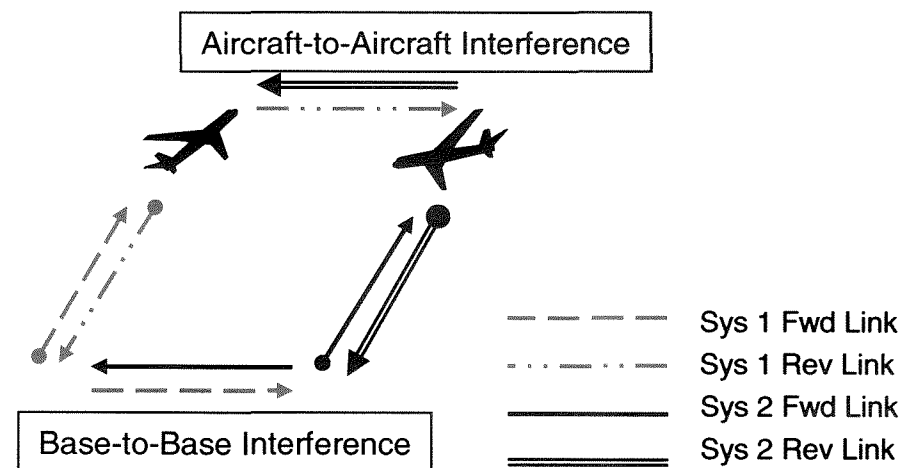 Aircraft-to-Aircraft Interference
Sys 1 Fwd Link
Sys 1 Rev Link
Sys 2 Fwd Link
Sys 2 Rev Link
Base-to-Base Interference